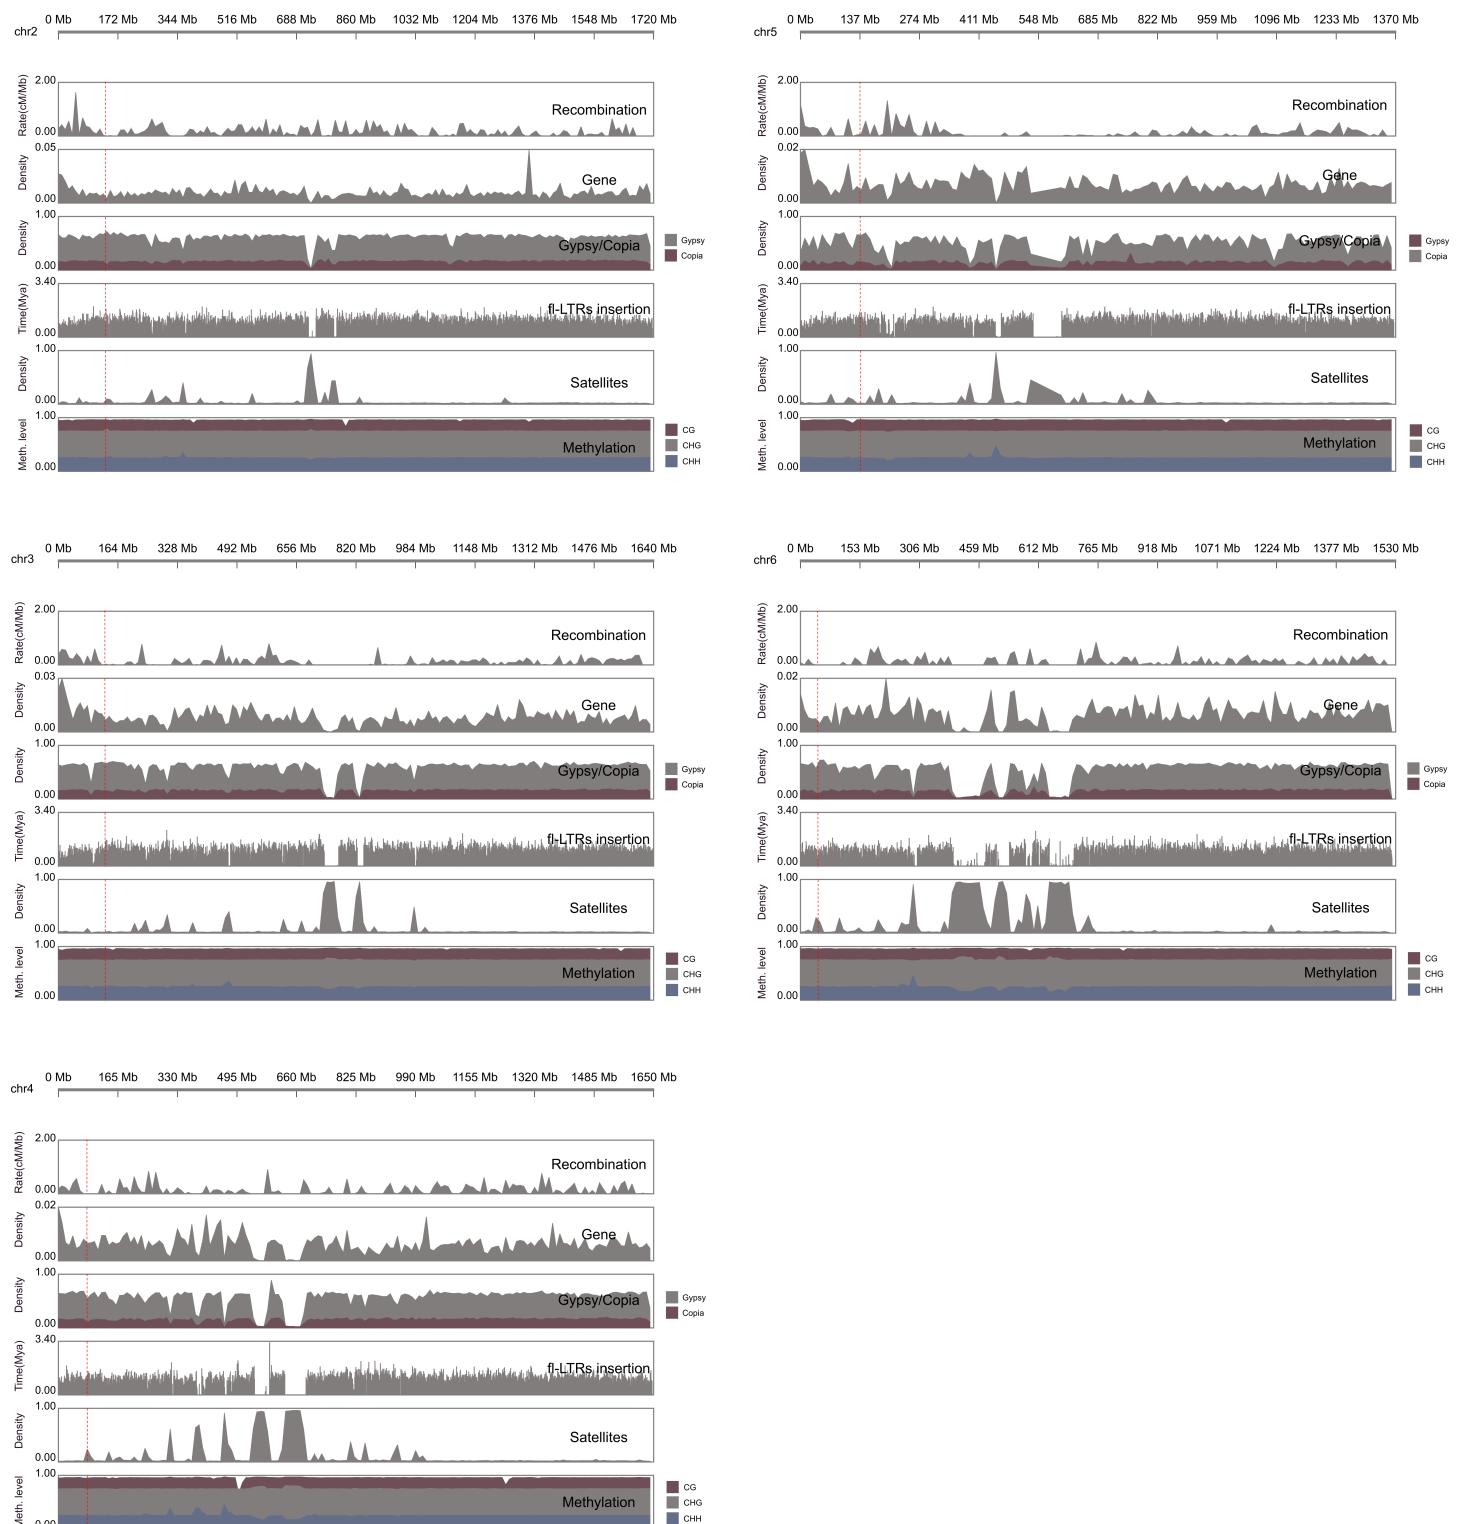 0 Mb 172 Mb 344 Mb 516 Mb 688 Mb 860 Mb 1032 Mb 1204 Mb 1376 Mb 1548 Mb 1720 Mb
chr2
Rate(cM/Mb) 2.00 0.00 Recombination
Density 0.05 0.00 Gene
Density 1.00 0.00 Gypsy/Copia Gypsy Copia
Time(Mya) 3.40 0.00 fl-LTRs insertion
Density 1.00 0.00 Satellites
Meth. level 1.00 0.00 Methylation CG CHG CHH
0 Mb 137 Mb 274 Mb 411 Mb 548 Mb 685 Mb 822 Mb 959 Mb 1096 Mb 1233 Mb 1370 Mb
chr5
Rate(cM/Mb) 2.00 0.00 Recombination
Density 0.02 0.00 Gene
Density 1.00 0.00 Gypsy/Copia Gypsy Copia
Time(Mya) 3.40 0.00 fl-LTRs insertion
Density 1.00 0.00 Satellites
Meth. level 1.00 0.00 Methylation CG CHG CHH
0 Mb 164 Mb 328 Mb 492 Mb 656 Mb 820 Mb 984 Mb 1148 Mb 1312 Mb 1476 Mb 1640 Mb
chr3
Rate(cM/Mb) 2.00 0.00 Recombination
Density 0.03 0.00 Gene
Density 1.00 0.00 Gypsy/Copia Gypsy Copia
Time(Mya) 3.40 0.00 fl-LTRs insertion
Density 1.00 0.00 Satellites
Meth. level 1.00 0.00 Methylation CG CHG CHH
0 Mb 153 Mb 306 Mb 459 Mb 612 Mb 765 Mb 918 Mb 1071 Mb 1224 Mb 1377 Mb 1530 Mb
chr6
Rate(cM/Mb) 2.00 0.00 Recombination
Density 0.02 0.00 Gene
Density 1.00 0.00 Gypsy/Copia Gypsy Copia
Time(Mya) 3.40 0.00 fl-LTRs insertion
Density 1.00 0.00 Satellites
Meth. level 1.00 0.00 Methylation CG CHG CHH
0 Mb 165 Mb 330 Mb 495 Mb 660 Mb 825 Mb 990 Mb 1155 Mb 1320 Mb 1485 Mb 1650 Mb
chr4
Rate(cM/Mb) 2.00 0.00 Recombination
Density 0.02 0.00 Gene
Density 1.00 0.00 Gypsy/Copia Gypsy Copia
Time(Mya) 3.40 0.00 fl-LTRs insertion
Density 1.00 0.00 Satellites
Meth. level 1.00 0.00 Methylation CG CHG CHH